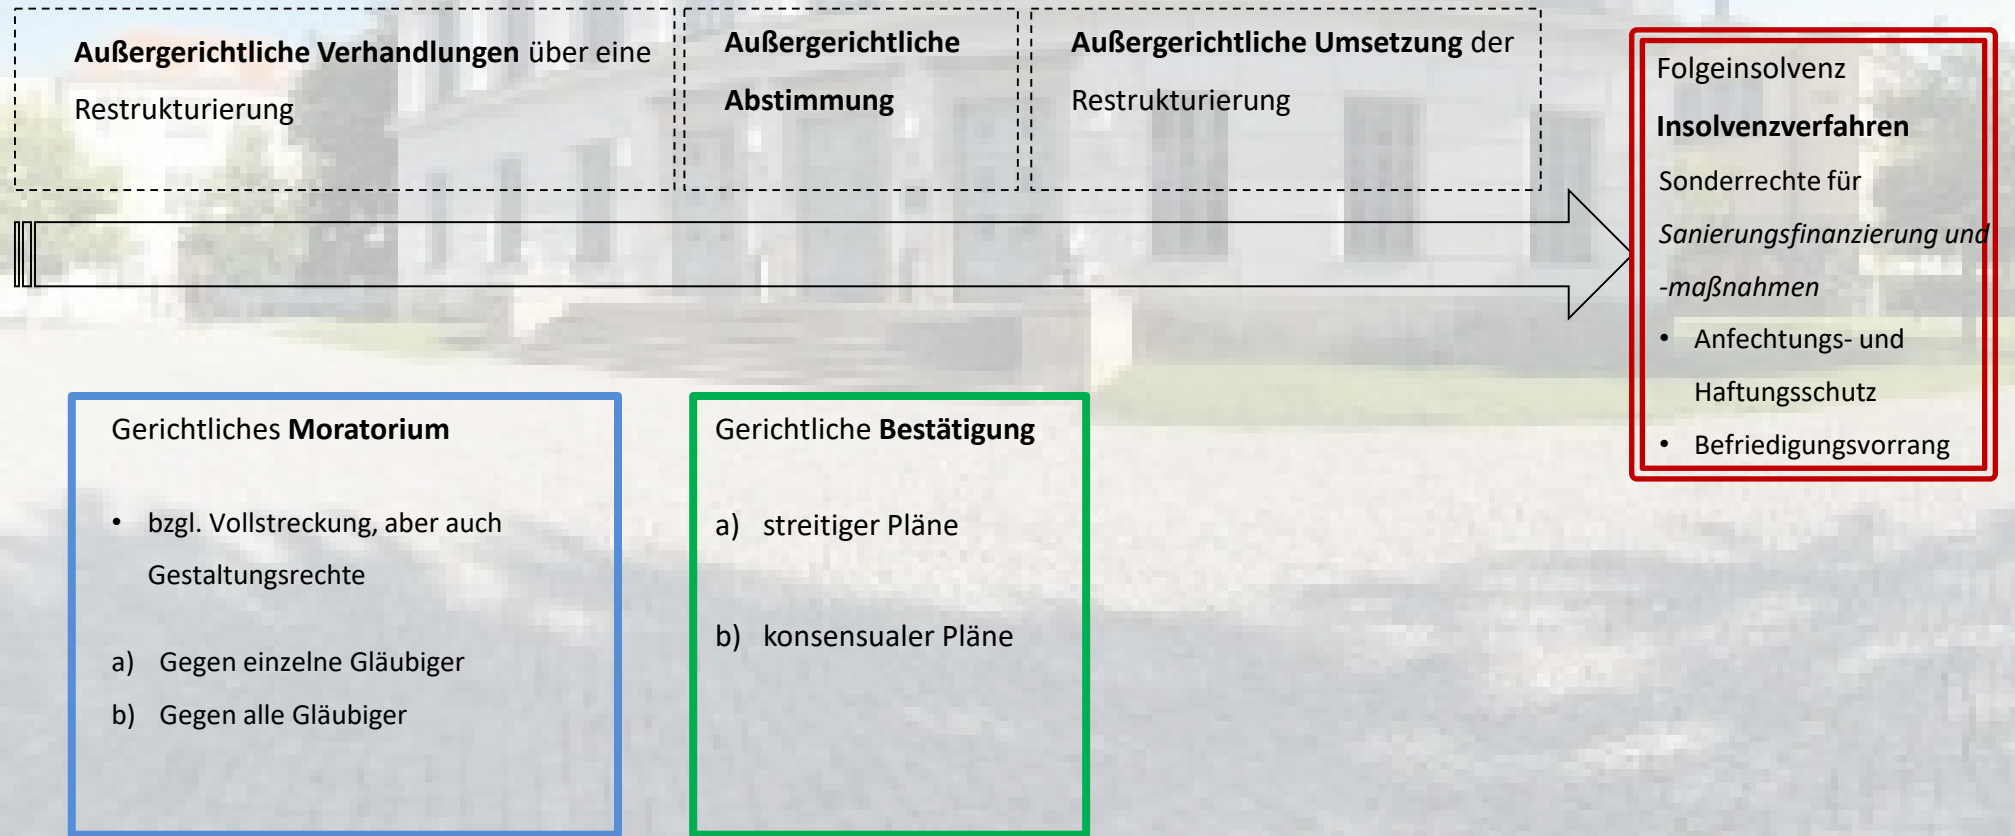 Außergerichtliche Verhandlungen über eine
Restrukturierung
Außergerichtliche
Abstimmung
Außergerichtliche Umsetzung der
Restrukturierung
Folgeinsolvenz
Insolvenzverfahren
Sonderrechte für
Sanierungsfinanzierung und
-maßnahmen
• Anfechtungs- und
Haftungsschutz
• Befriedigungsvorrang
Gerichtliches Moratorium
• bzgl. Vollstreckung, aber auch
Gestaltungsrechte
a) Gegen einzelne Gläubiger
b) Gegen alle Gläubiger
Gerichtliche Bestätigung
a) streitiger Pläne
b) konsensualer Pläne